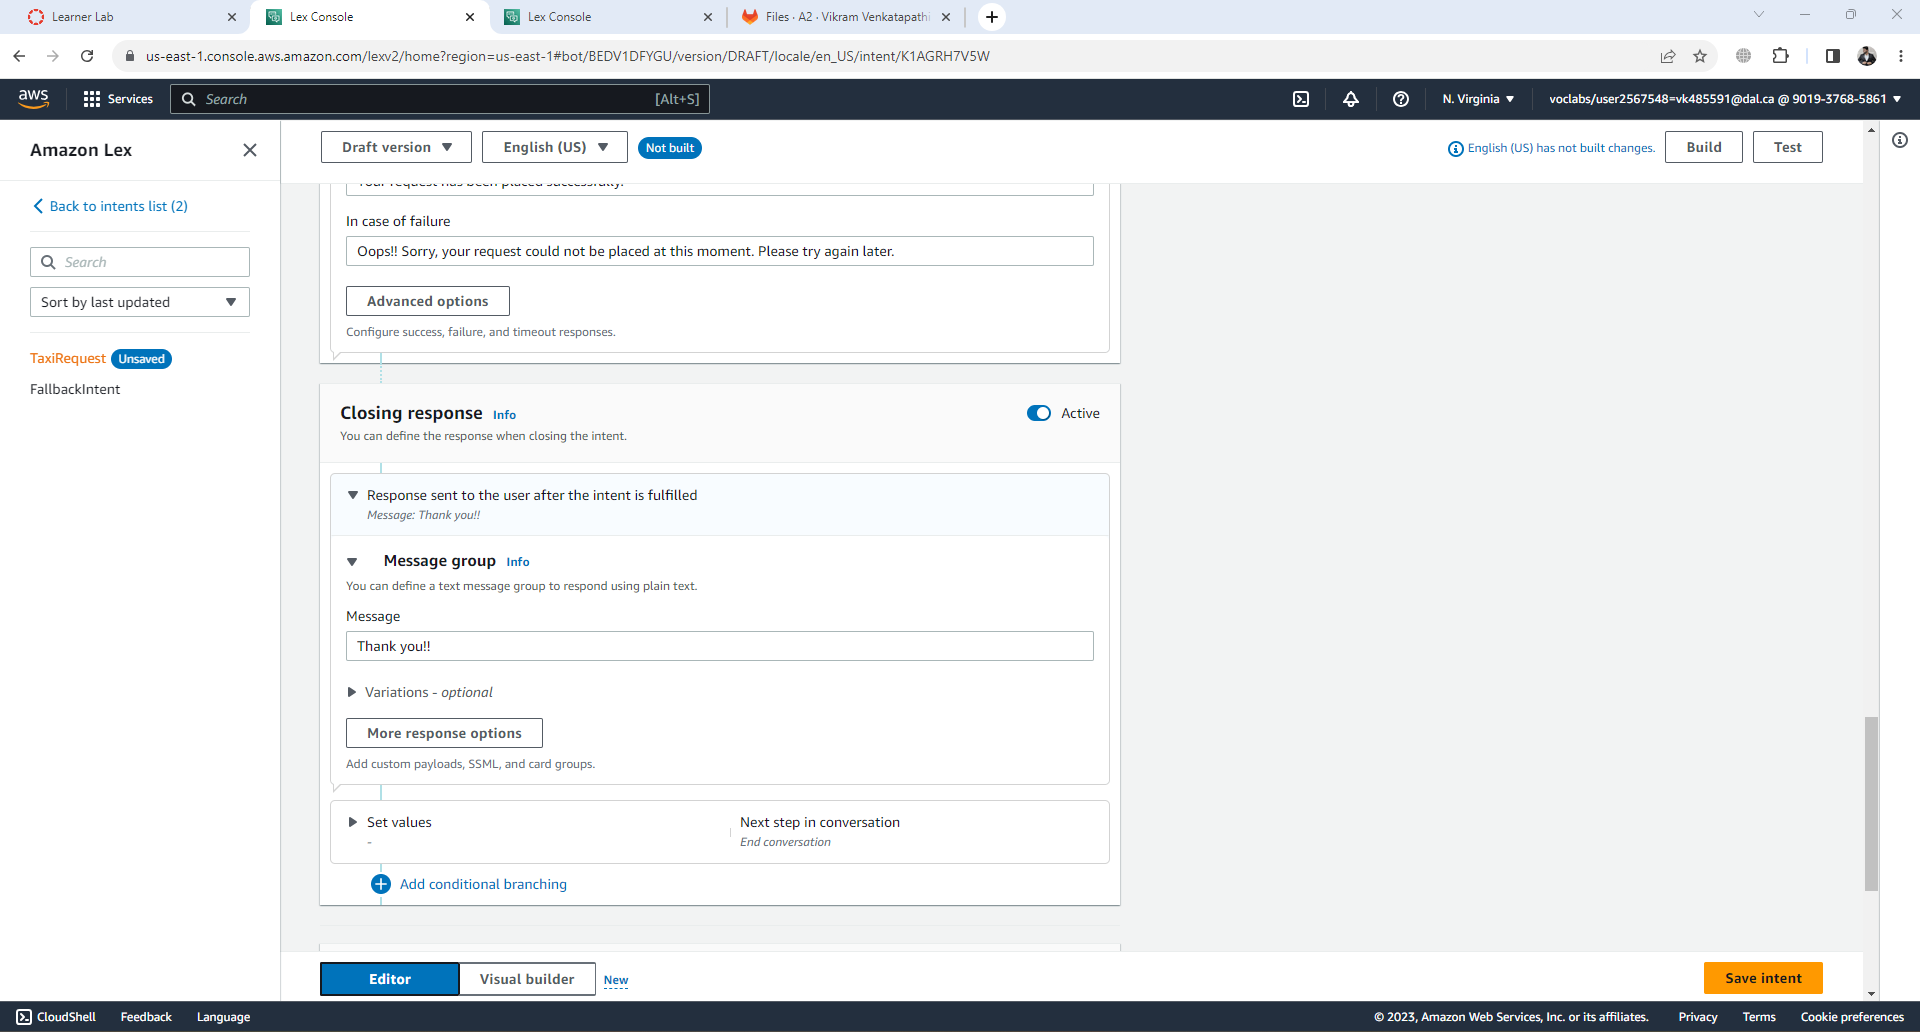 Learner Lab
Lex Console
Lex Console
Files · A2 · Vikram Venkatapathi
us-east-1.console.aws.amazon.com/lexv2/home?region=us-east-1#bot/BEDV1DFYGU/version/DRAFT/locale/en_US/intent/K1AGRH7V5W
aws
Services
Search
[Alt+S]
N. Virginia
voclabs/user2567548=vk485591@dal.ca @ 9019-3768-5861
Amazon Lex
Back to intents list (2)
Search
Sort by last updated
TaxiRequest
Unsaved
FallbackIntent
Draft version
English (US)
Not built
English (US) has not built changes.
Build
Test
Your request has been placed successfully.
In case of failure
Oops!! Sorry, your request could not be placed at this moment. Please try again later.
Advanced options
Configure success, failure, and timeout responses.
Closing response Info
Active
You can define the response when closing the intent.
Response sent to the user after the intent is fulfilled
Message: Thank you!!
Message group Info
You can define a text message group to respond using plain text.
Message
Thank you!!
Variations - optional
More response options
Add custom payloads, SSML, and card groups.
Set values
-
Next step in conversation
End conversation
Add conditional branching
Editor
Visual builder
New
Save intent
CloudShell
Feedback
Language
© 2023, Amazon Web Services, Inc. or its affiliates.
Privacy
Terms
Cookie preferences